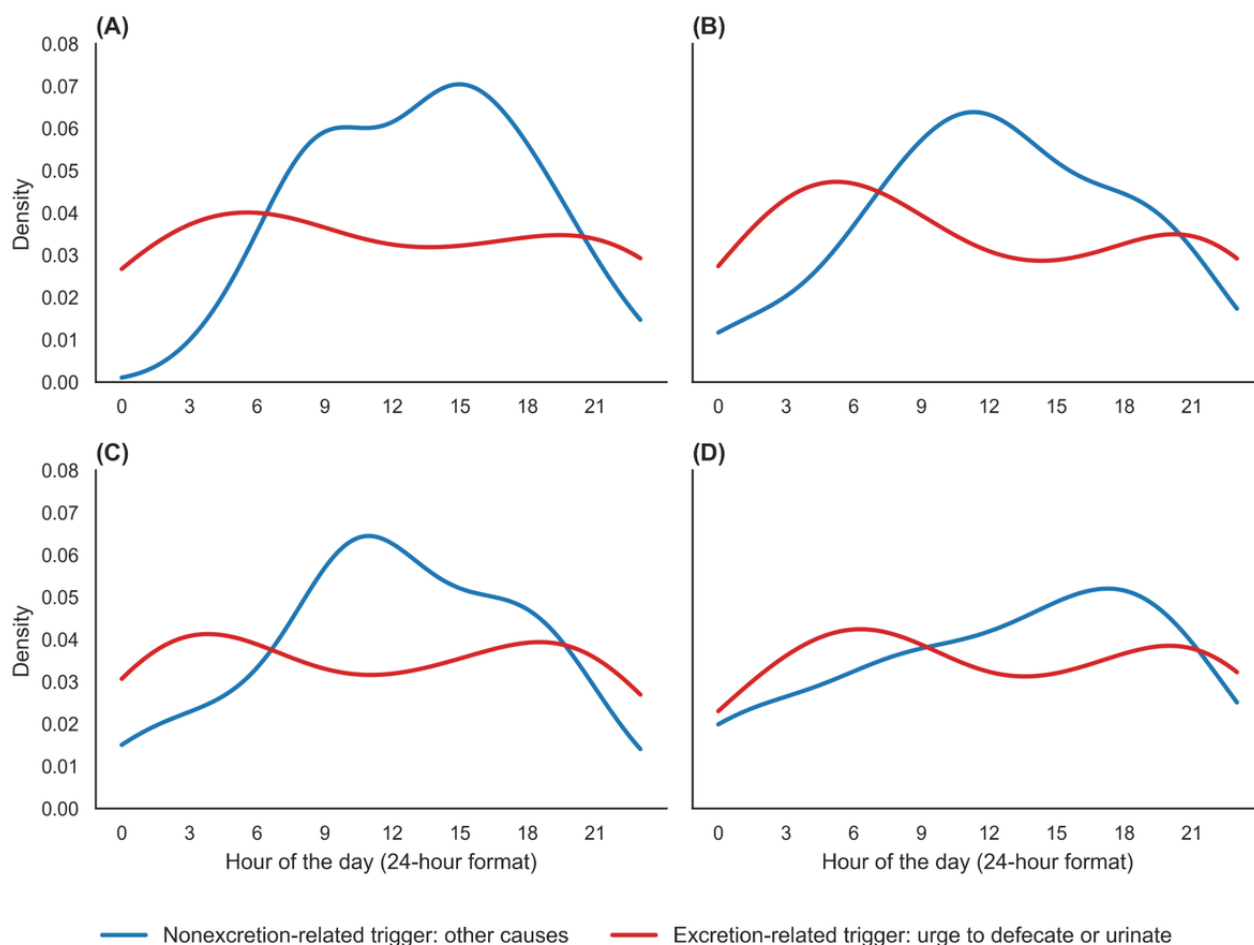 (A)
0.08
0.07
0.06
0.05
0.04
0.03
0.02
0.01
0.00
Density
0 3 6 9 12 15 18 21
(B)
0 3 6 9 12 15 18 21
(C)
0.08
0.07
0.06
0.05
0.04
0.03
0.02
0.01
0.00
Density
0 3 6 9 12 15 18 21
Hour of the day (24-hour format)
(D)
0 3 6 9 12 15 18 21
Hour of the day (24-hour format)
Nonexcretion-related trigger: other causes
Excretion-related trigger: urge to defecate or urinate